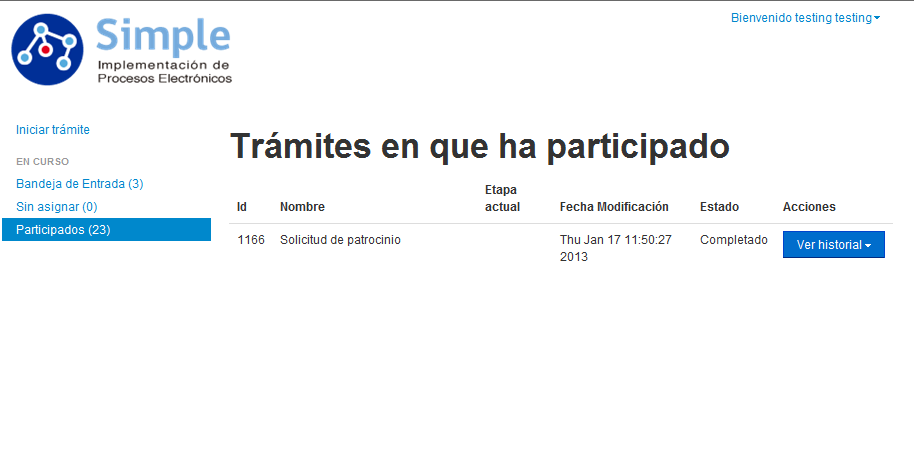 Bienvenido testing testing
Simple
Implementación de
Procesos Electrónicos
Iniciar trámite
EN CURSO
Bandeja de Entrada (3)
Sin asignar (0)
Participados (23)
Trámites en que ha participado
Id Nombre Etapa actual Fecha Modificación Estado Acciones
1166 Solicitud de patrocinio Thu Jan 17 11:50:27 2013 Completado Ver historial